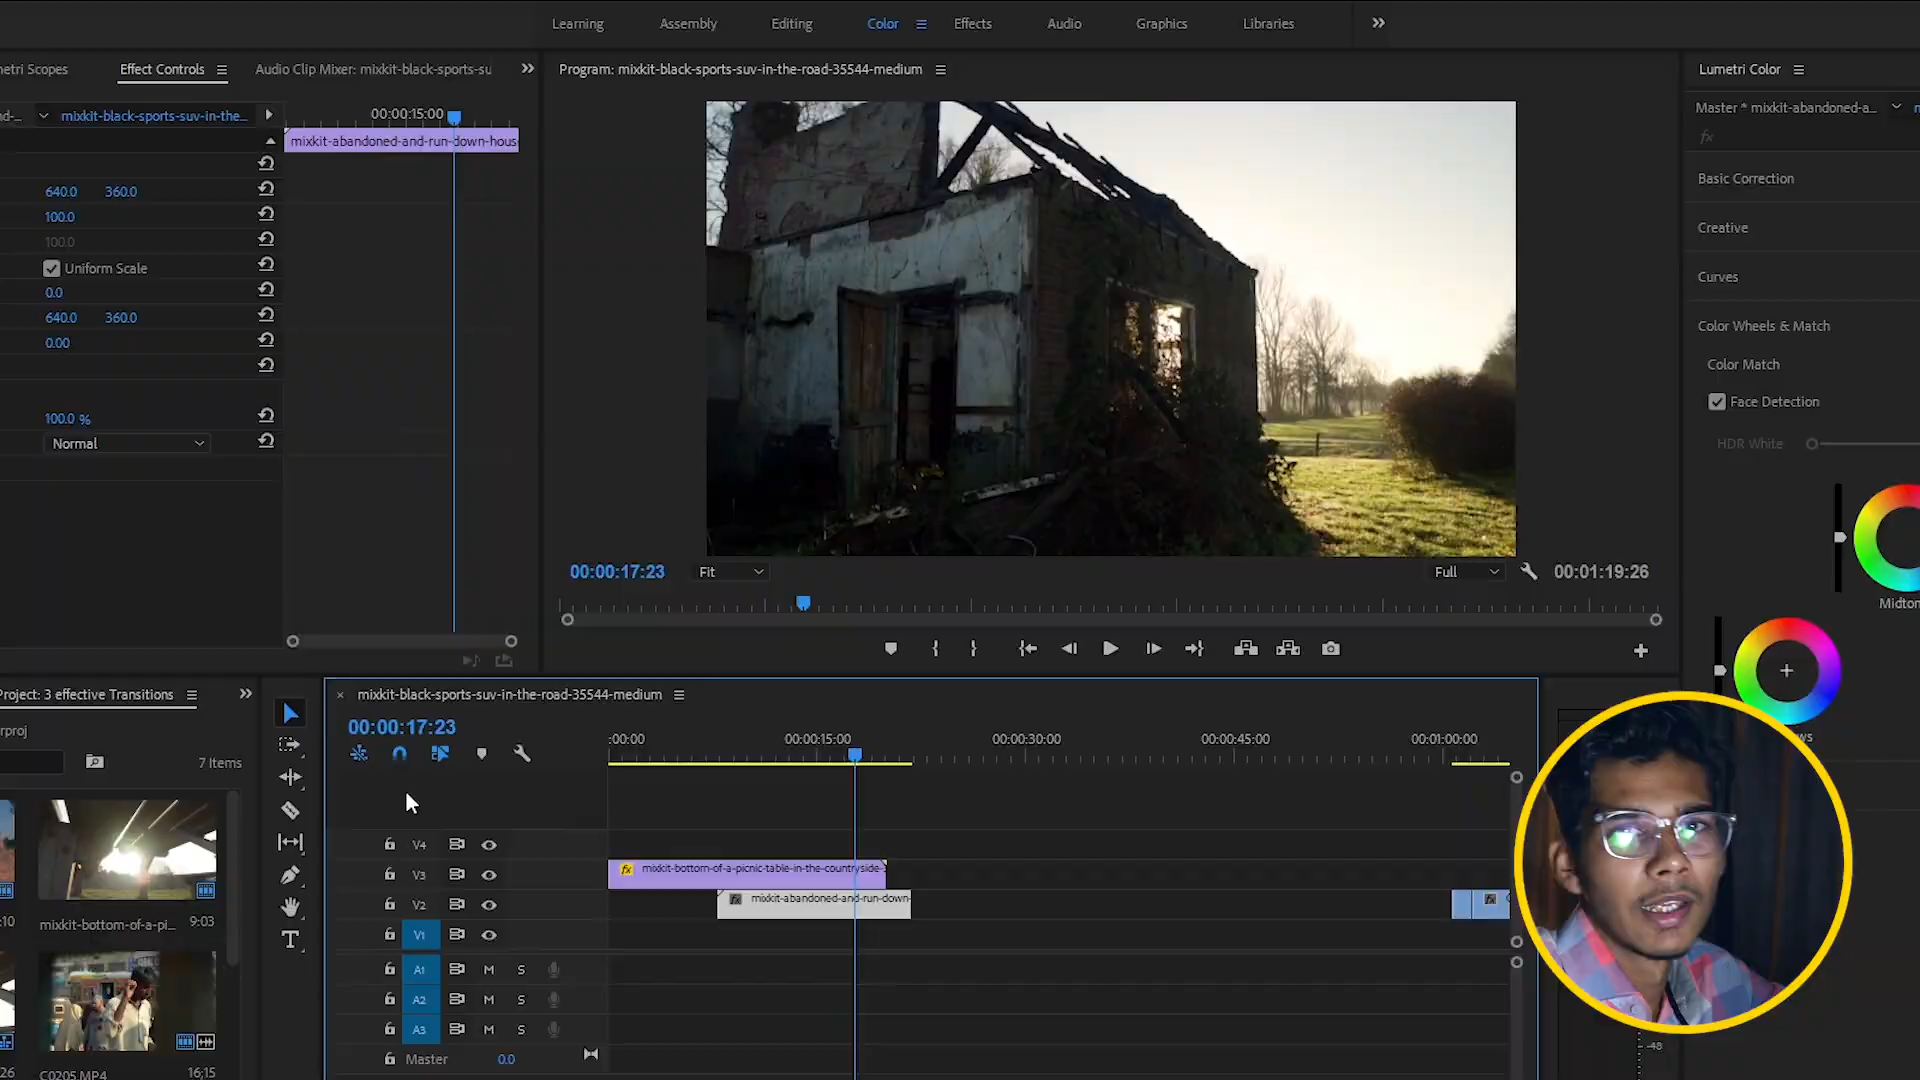 Learning Assembly Editing Color Effects Audio Graphics Libraries
etri Scopes Effect Controls Audio Clip Mixer: mixkit-black-sports-su
Program: mixkit-black-sports-suv-in-the-road-35544-medium
Lumetri Color
nd-... mixkit-black-sports-suv-in-the... 00:00:15:00
mixkit-abandoned-and-run-down-hous
Master * mixkit-abandoned-a...
fx
640.0 360.0
100.0
100.0
Uniform Scale
0.0
640.0 360.0
0.00
100.0 %
Normal
Basic Correction
Creative
Curves
Color Wheels & Match
Color Match
Face Detection
HDR White
Midton
ws
00:00:17:23 Fit Full 00:01:19:26
Project: 3 effective Transitions
rproj
7 Items
mixkit-bottom-of-a-pi... 9:03
C0205.MP4 16;15
:10
:26
mixkit-black-sports-suv-in-the-road-35544-medium
00:00:17:23
:00:00 00:00:15:00 00:00:30:00 00:00:45:00 00:01:00:00
V4
V3 fx mixkit-bottom-of-a-picnic-table-in-the-countryside-
V2 fx mixkit-abandoned-and-run-down- fx
V1
A1 M S
A2 M S
A3 M S
Master 0.0
-48